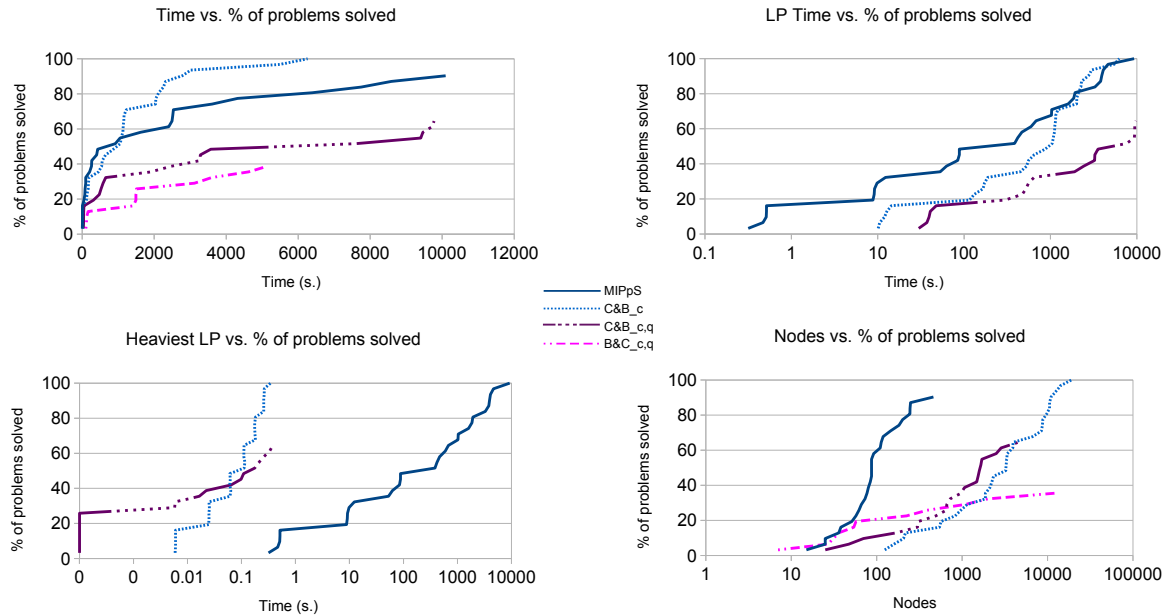 Time vs. % of problems solved
% of problems solved
100
80
60
40
20
0
0 2000 4000 6000 8000 10000 12000
Time (s.)
LP Time vs. % of problems solved
% of problems solved
100
80
60
40
20
0
0.1 1 10 100 1000 10000
Time (s.)
MIPpS
C&B_c
C&B_c,q
B&C_c,q
Heaviest LP vs. % of problems solved
% of problems solved
100
80
60
40
20
0
0 0 0.01 0.1 1 10 100 1000 10000
Time (s.)
Nodes vs. % of problems solved
% of problems solved
100
80
60
40
20
0
1 10 100 1000 10000 100000
Nodes